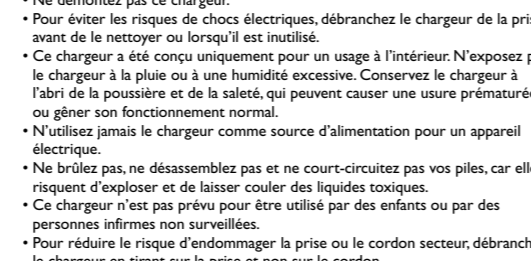 • Ne démontez pas ce chargeur.
• Pour éviter les risques de chocs électriques, débranchez le chargeur de la
avant de le nettoyer ou lorsqu'il est inutilisé.
• Ce chargeur a été conçu uniquement pour un usage à l'intérieur. N'exposez
le chargeur à la pluie ou à une humidité excessive. Conservez le chargeur à
l'abri de la poussière et de la saleté, qui peuvent causer une usure
ou gêner son fonctionnement normal.
• N'utilisez jamais le chargeur comme source d'alimentation pour un appareil
électrique.
• Ne brûlez pas, ne désassemblez pas et ne court-circuitez pas vos piles, car
risquent d'exploser et de laisser couler des liquides toxiques.
• Ce chargeur n'est pas prévu pour être utilisé par des enfants ou par des
personnes infirmes non surveillées.
• Pour réduire le risque d'endommager la prise ou le cordon secteur,
le chargeur en tirant sur la prise et non sur le cordon.